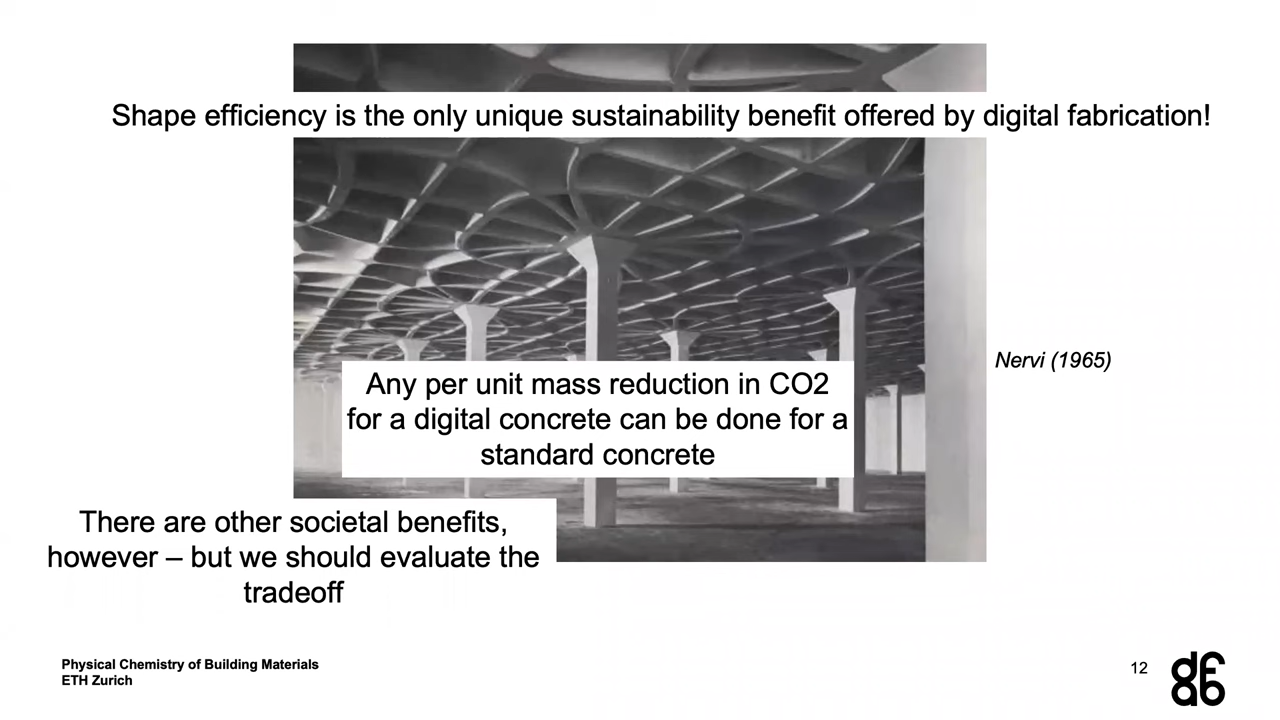 Shape efficiency is the only unique sustainability benefit offered by digital fabrication!
Nervi (1965)
Any per unit mass reduction in CO2
for a digital concrete can be done for a
standard concrete
There are other societal benefits,
however – but we should evaluate the
tradeoff
Physical Chemistry of Building Materials
ETH Zurich
12
dfab